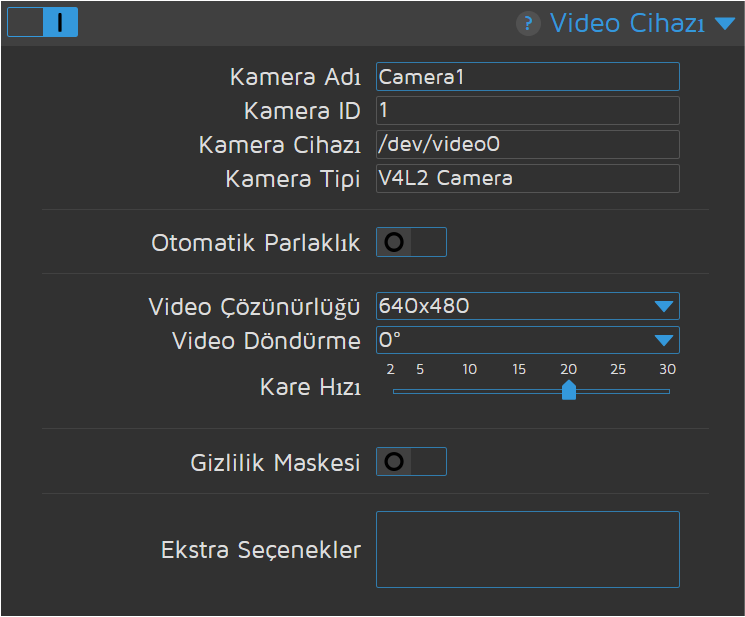 ? Video Cihazı
Kamera Adı Camera1
Kamera ID 1
Kamera Cihazı /dev/video0
Kamera Tipi V4L2 Camera
Otomatik Parlaklık
Video Çözünürlüğü 640x480
Video Döndürme 0°
2 5 10 15 20 25 30
Kare Hızı
Gizlilik Maskesi
Ekstra Seçenekler